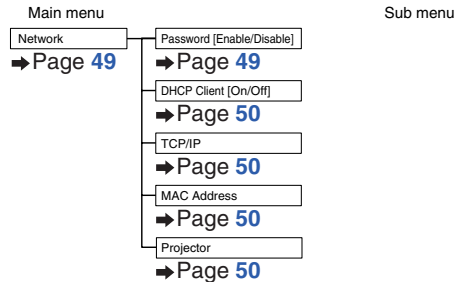 Main menu Sub menu
Network Password [Enable/Disable]
➡Page 49 ➡Page 49
DHCP Client [On/Off]
➡Page 50
TCP/IP
➡Page 50
MAC Address
➡Page 50
Projector
➡Page 50